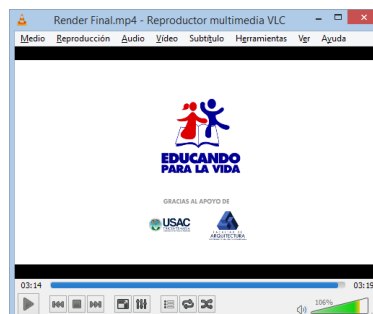 Render Final.mp4 - Reproductor multimedia VLC
Medio Reproducción Audio Vídeo Subtítulo Herramientas Ver Ayuda
EDUCANDO
PARA LA VIDA
GRACIAS AL APOYO DE
USAC
TRICENTENARIA
ARQUITECTURA
03:14
03:19
106%